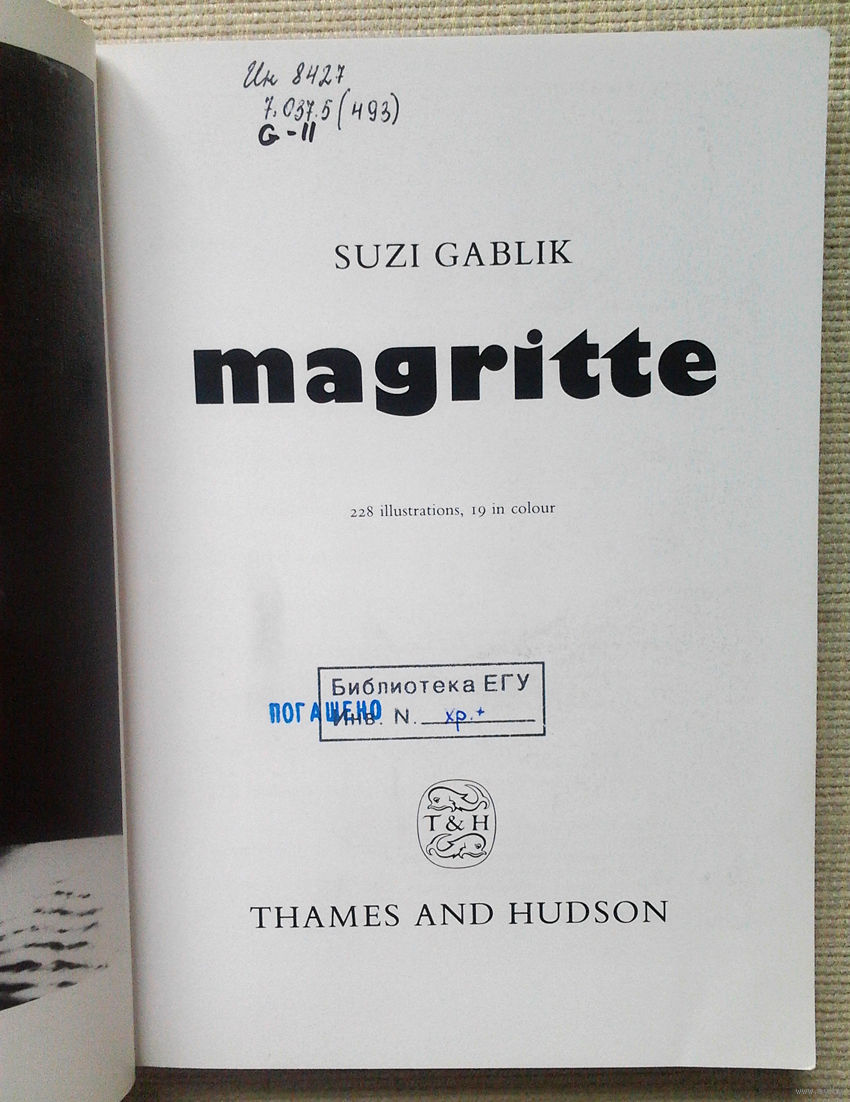 Ин 8427
7.037.5(493)
G-11
SUZI GABLIK
magritte
228 illustrations, 19 in colour
Библиотека ЕГУ
ПОГАШЕНО
Инв. N. хр.+
T & H
THAMES AND HUDSON